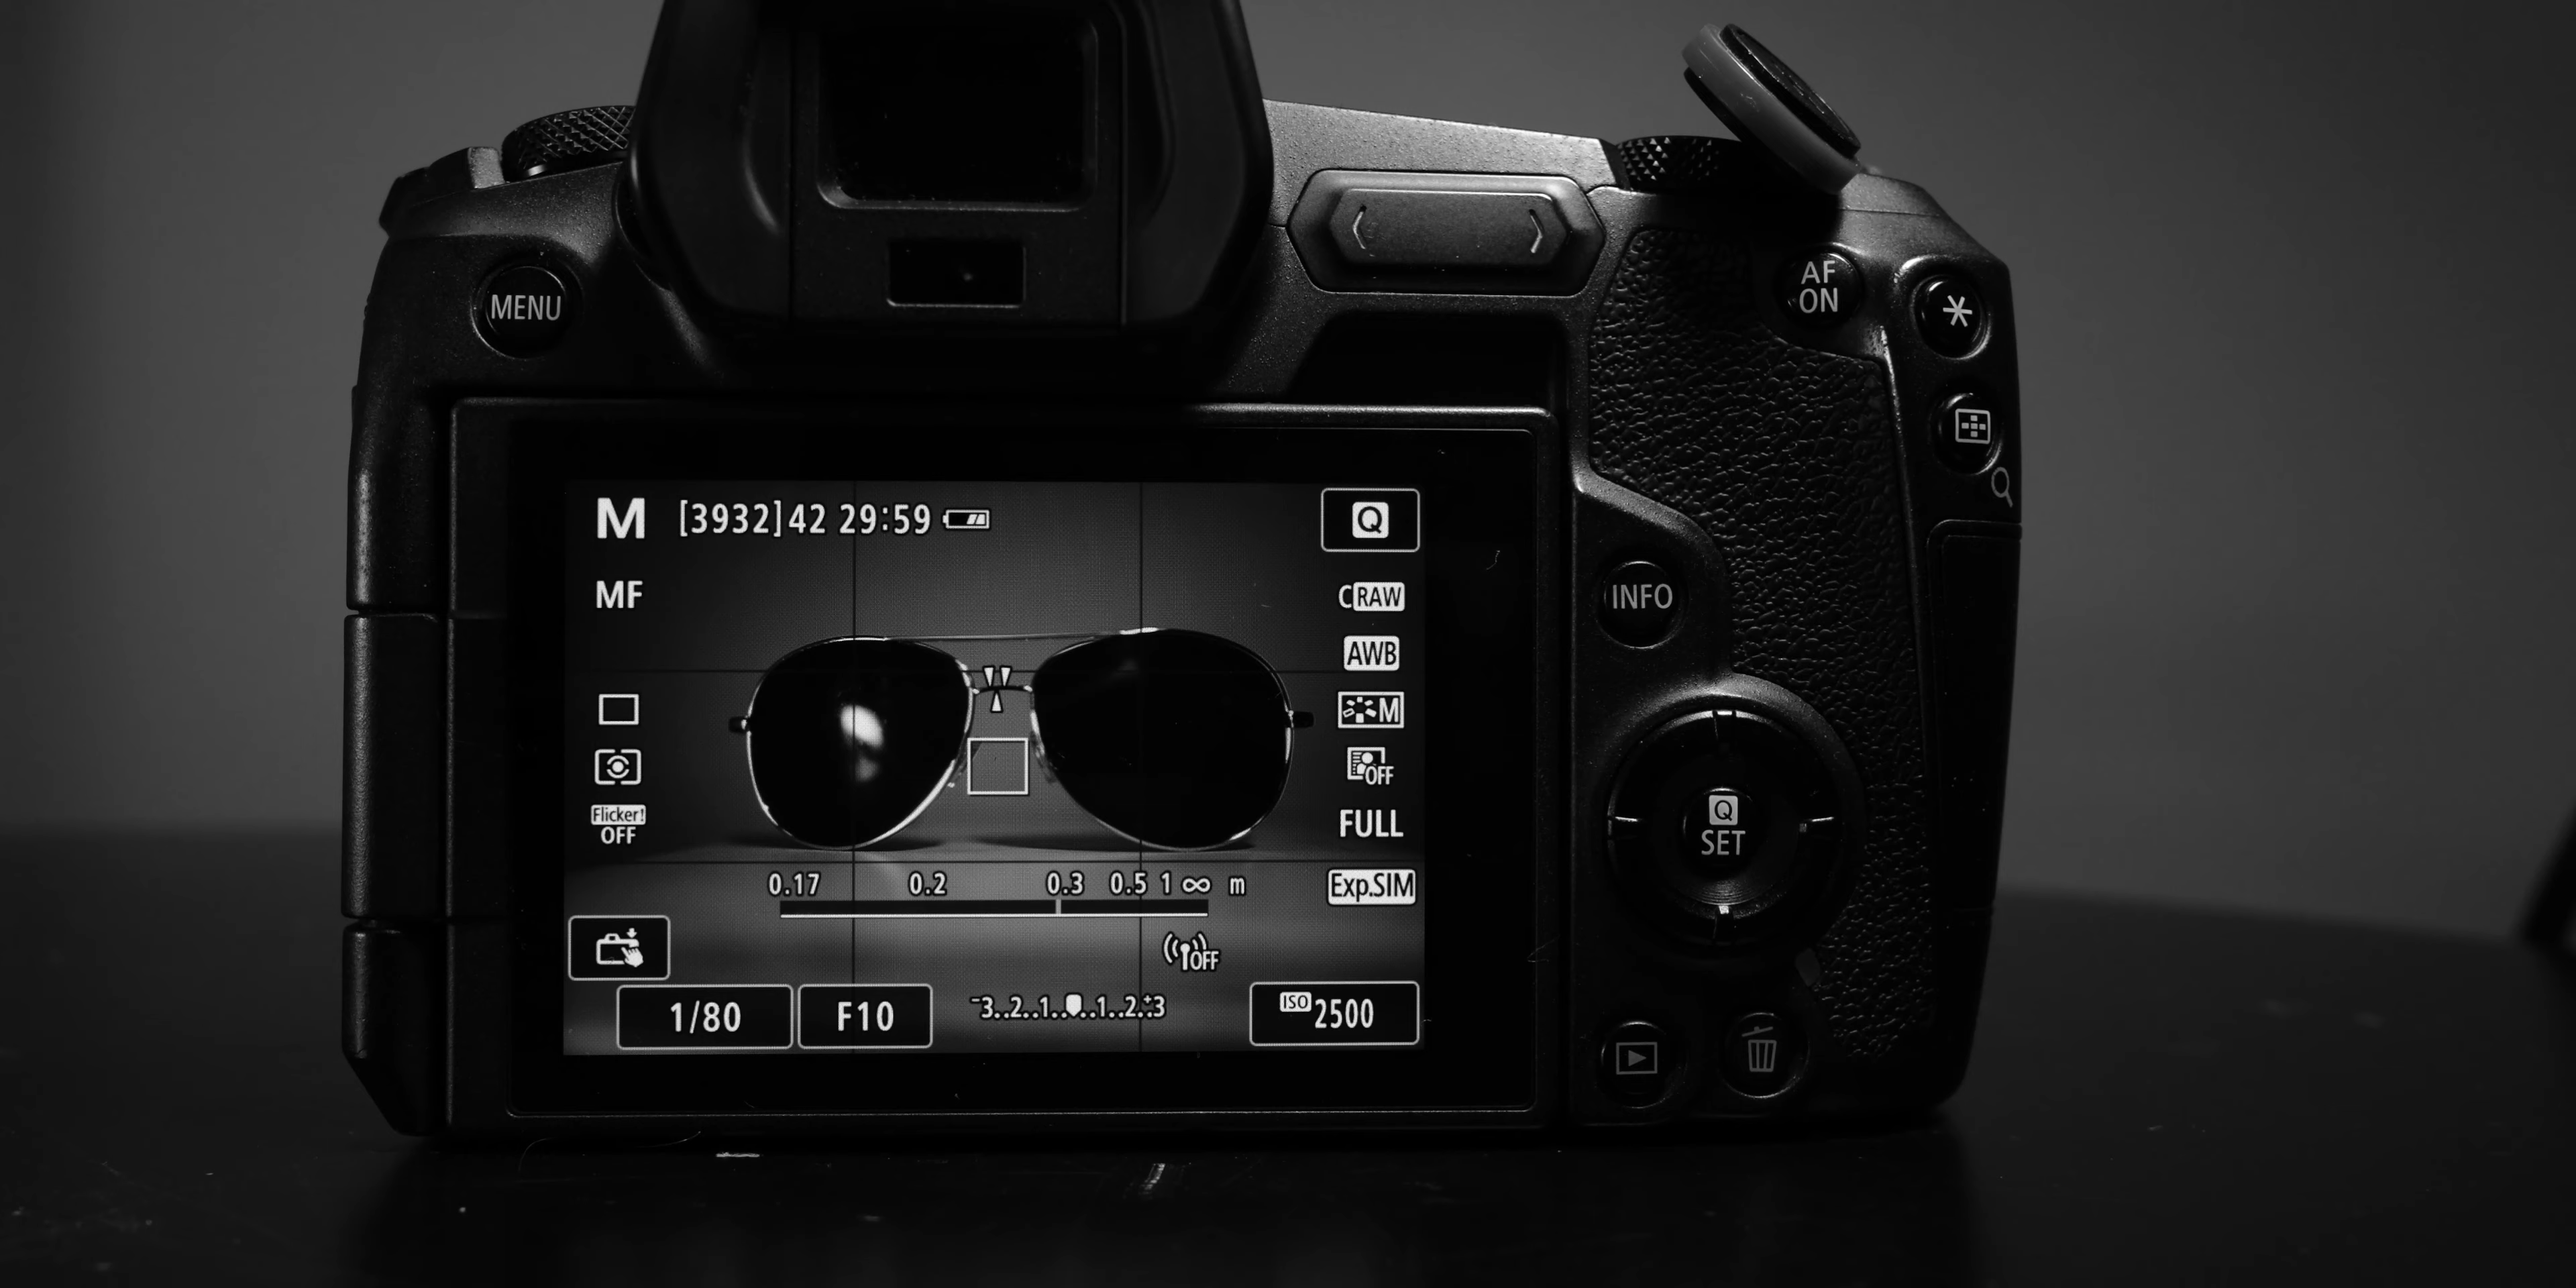 MENU
AF
ON
*
M [3932]42 29:59
Q
MF
C RAW
INFO
AWB
M
OFF
Flicker!
OFF
FULL
Q
SET
0.17 0.2 0.3 0.5 1 ∞ m
Exp.SIM
OFF
1/80 F10 -3..2..1....1..2..+3 ISO 2500